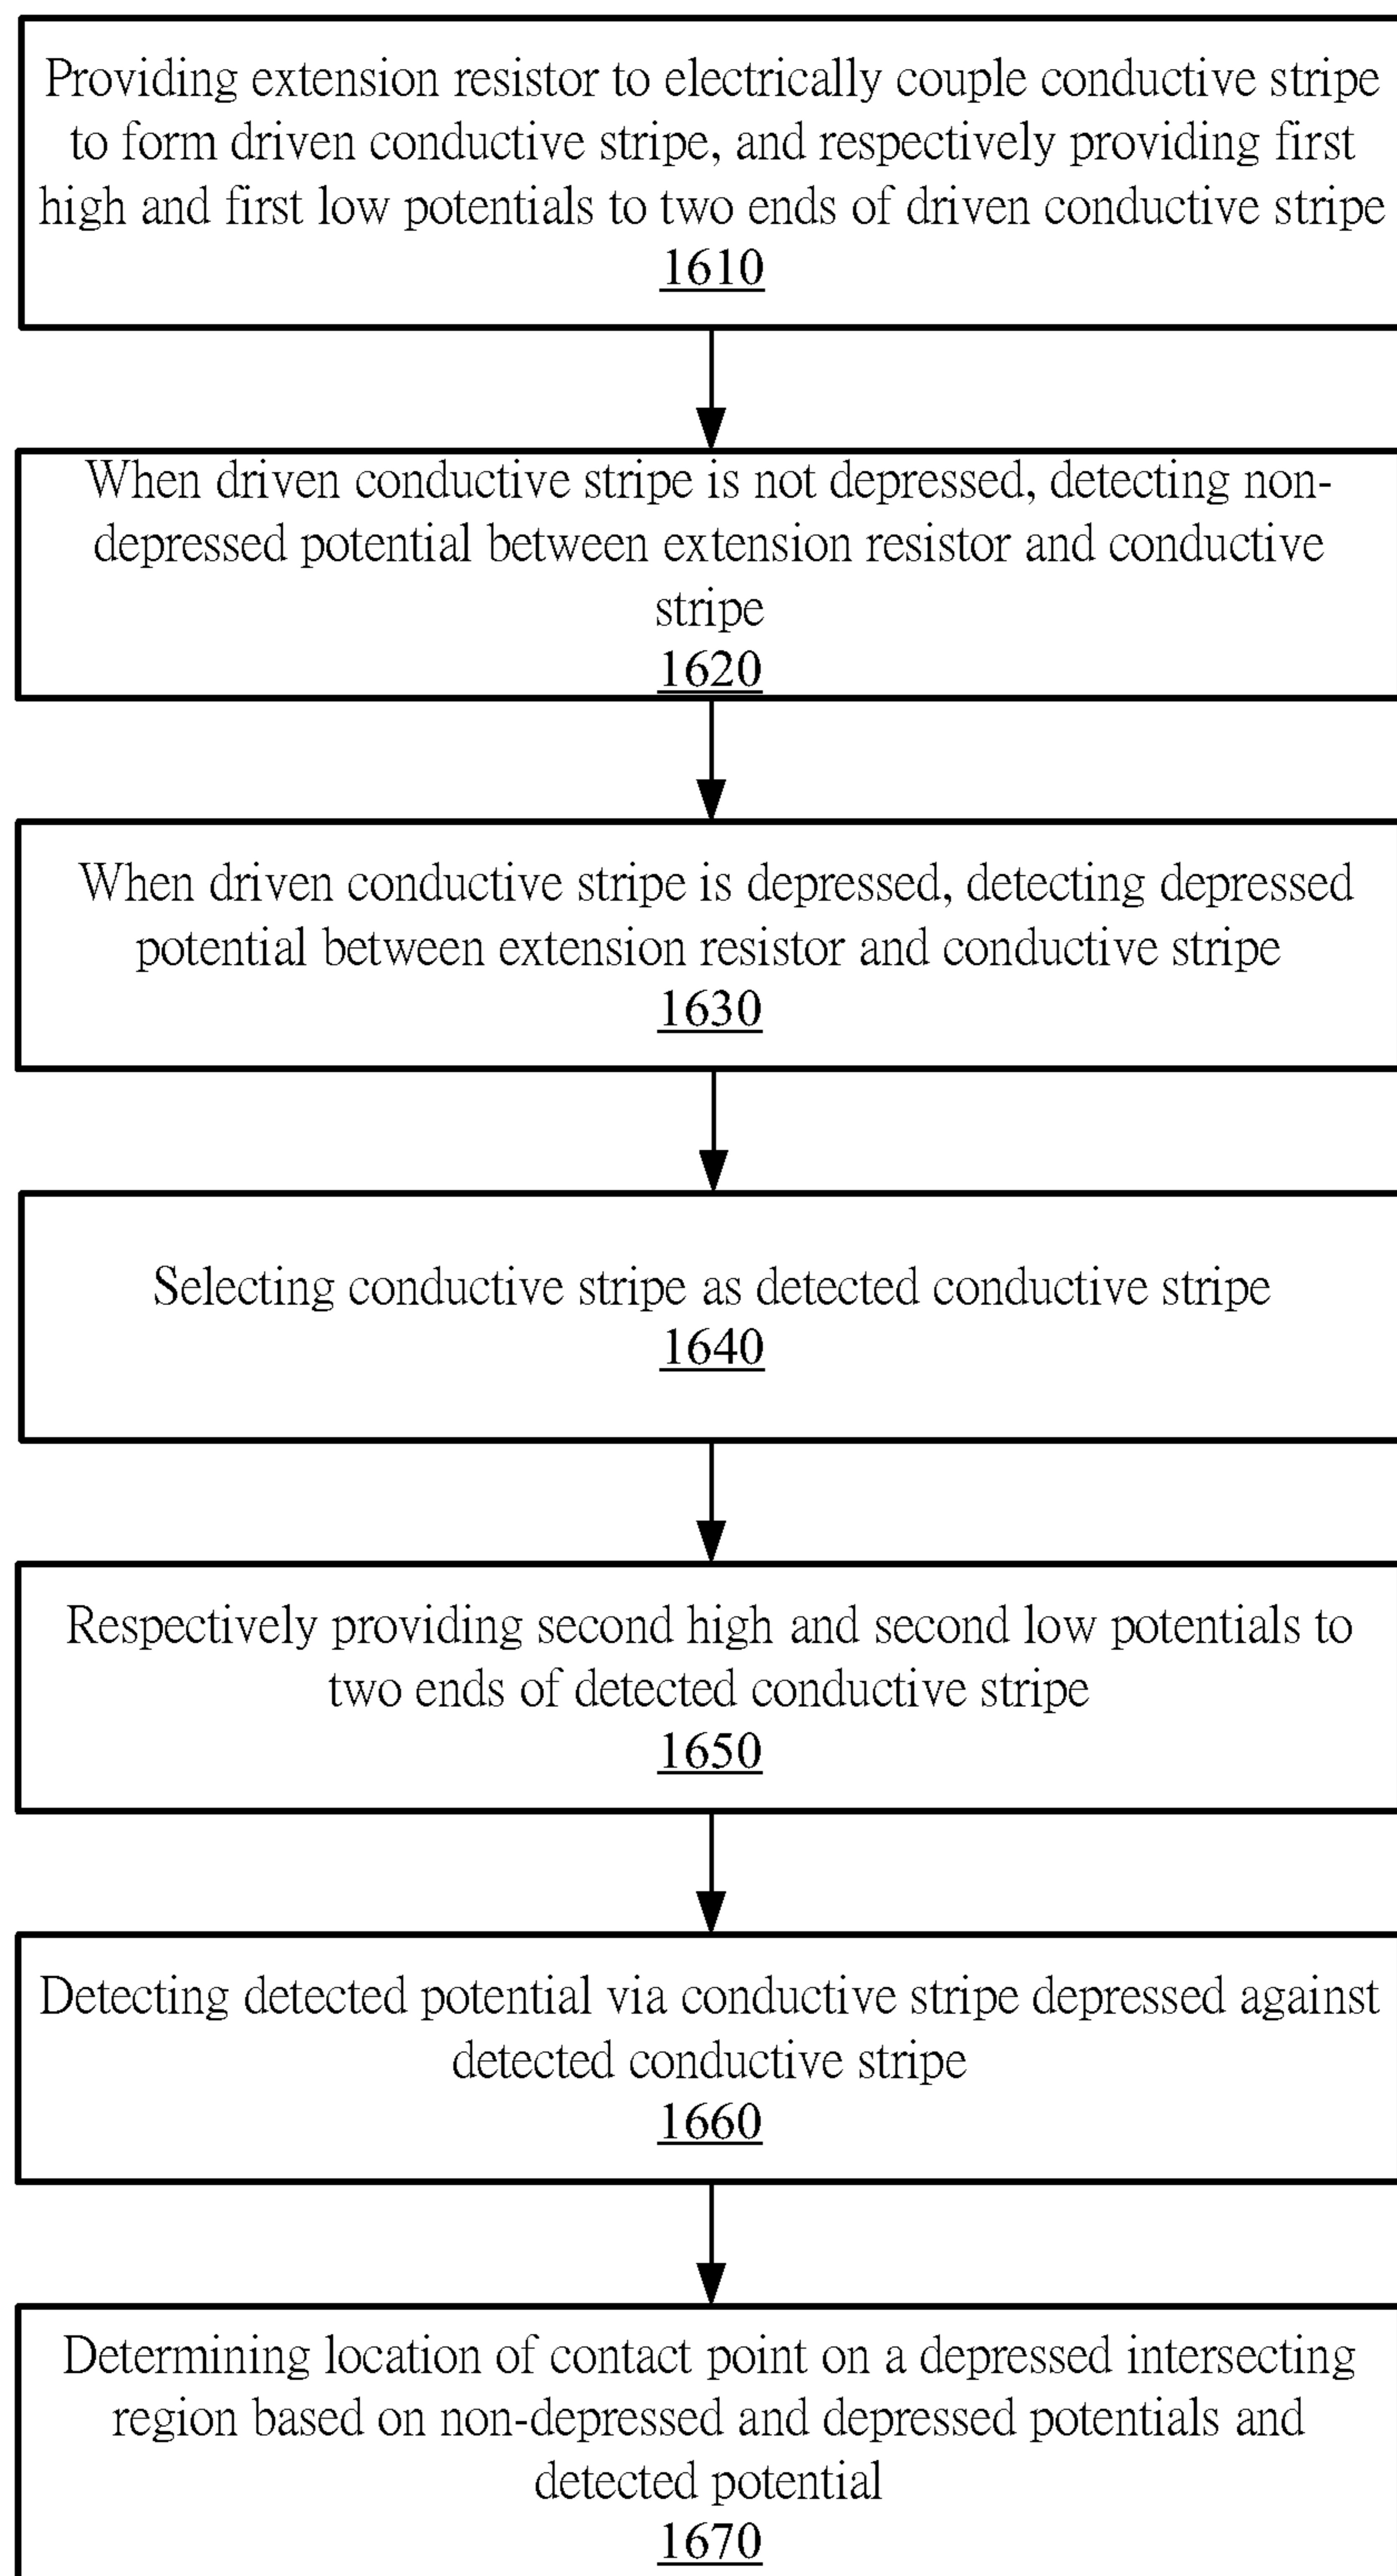 Providing extension resistor to electrically couple conductive stripe
to form driven conductive stripe, and respectively providing first
high and first low potentials to two ends of driven conductive stripe
1610
When driven conductive stripe is not depressed, detecting non-
depressed potential between extension resistor and conductive
stripe
1620
When driven conductive stripe is depressed, detecting depressed
potential between extension resistor and conductive stripe
1630
Selecting conductive stripe as detected conductive stripe
1640
Respectively providing second high and second low potentials to
two ends of detected conductive stripe
1650
Detecting detected potential via conductive stripe depressed against
detected conductive stripe
1660
Determining location of contact point on a depressed intersecting
region based on non-depressed and depressed potentials and
detected potential
1670